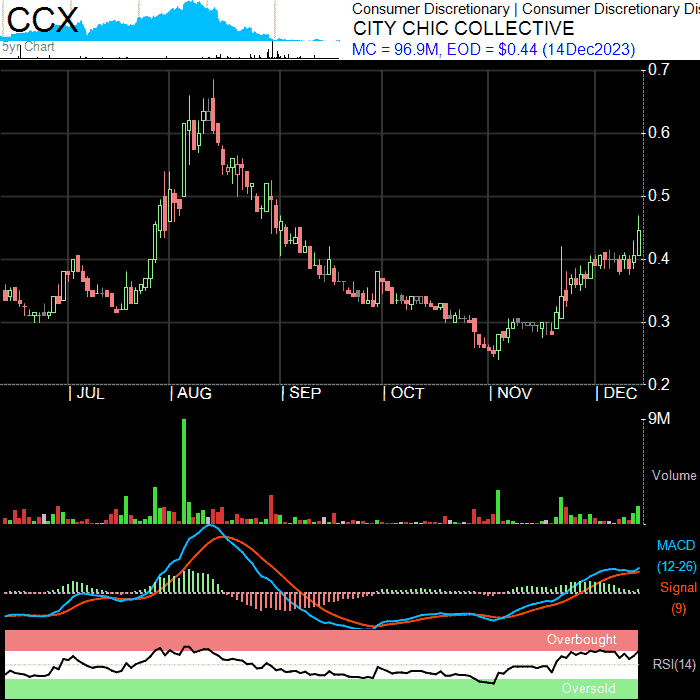 CCX
5yr Chart
Consumer Discretionary | Consumer Discretionary Dis
CITY CHIC COLLECTIVE
MC = 96.9M, EOD = $0.44 (14Dec2023)
0.7
0.6
0.5
0.4
0.3
0.2
| JUL | AUG | SEP | OCT | NOV | DEC
9M
Volume
MACD
(12-26)
Signal
(9)
Overbought
RSI(14)
Oversold